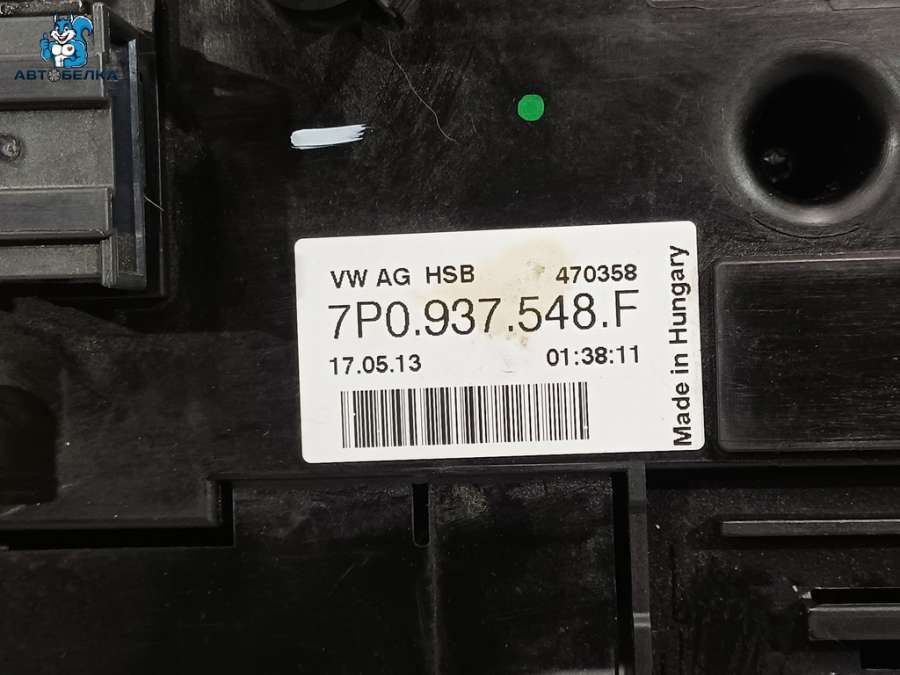 АВТОБЕЛКА
VW AG HSB 470358
7P0.937.548.F
17.05.13 01:38:11
Made in Hungary